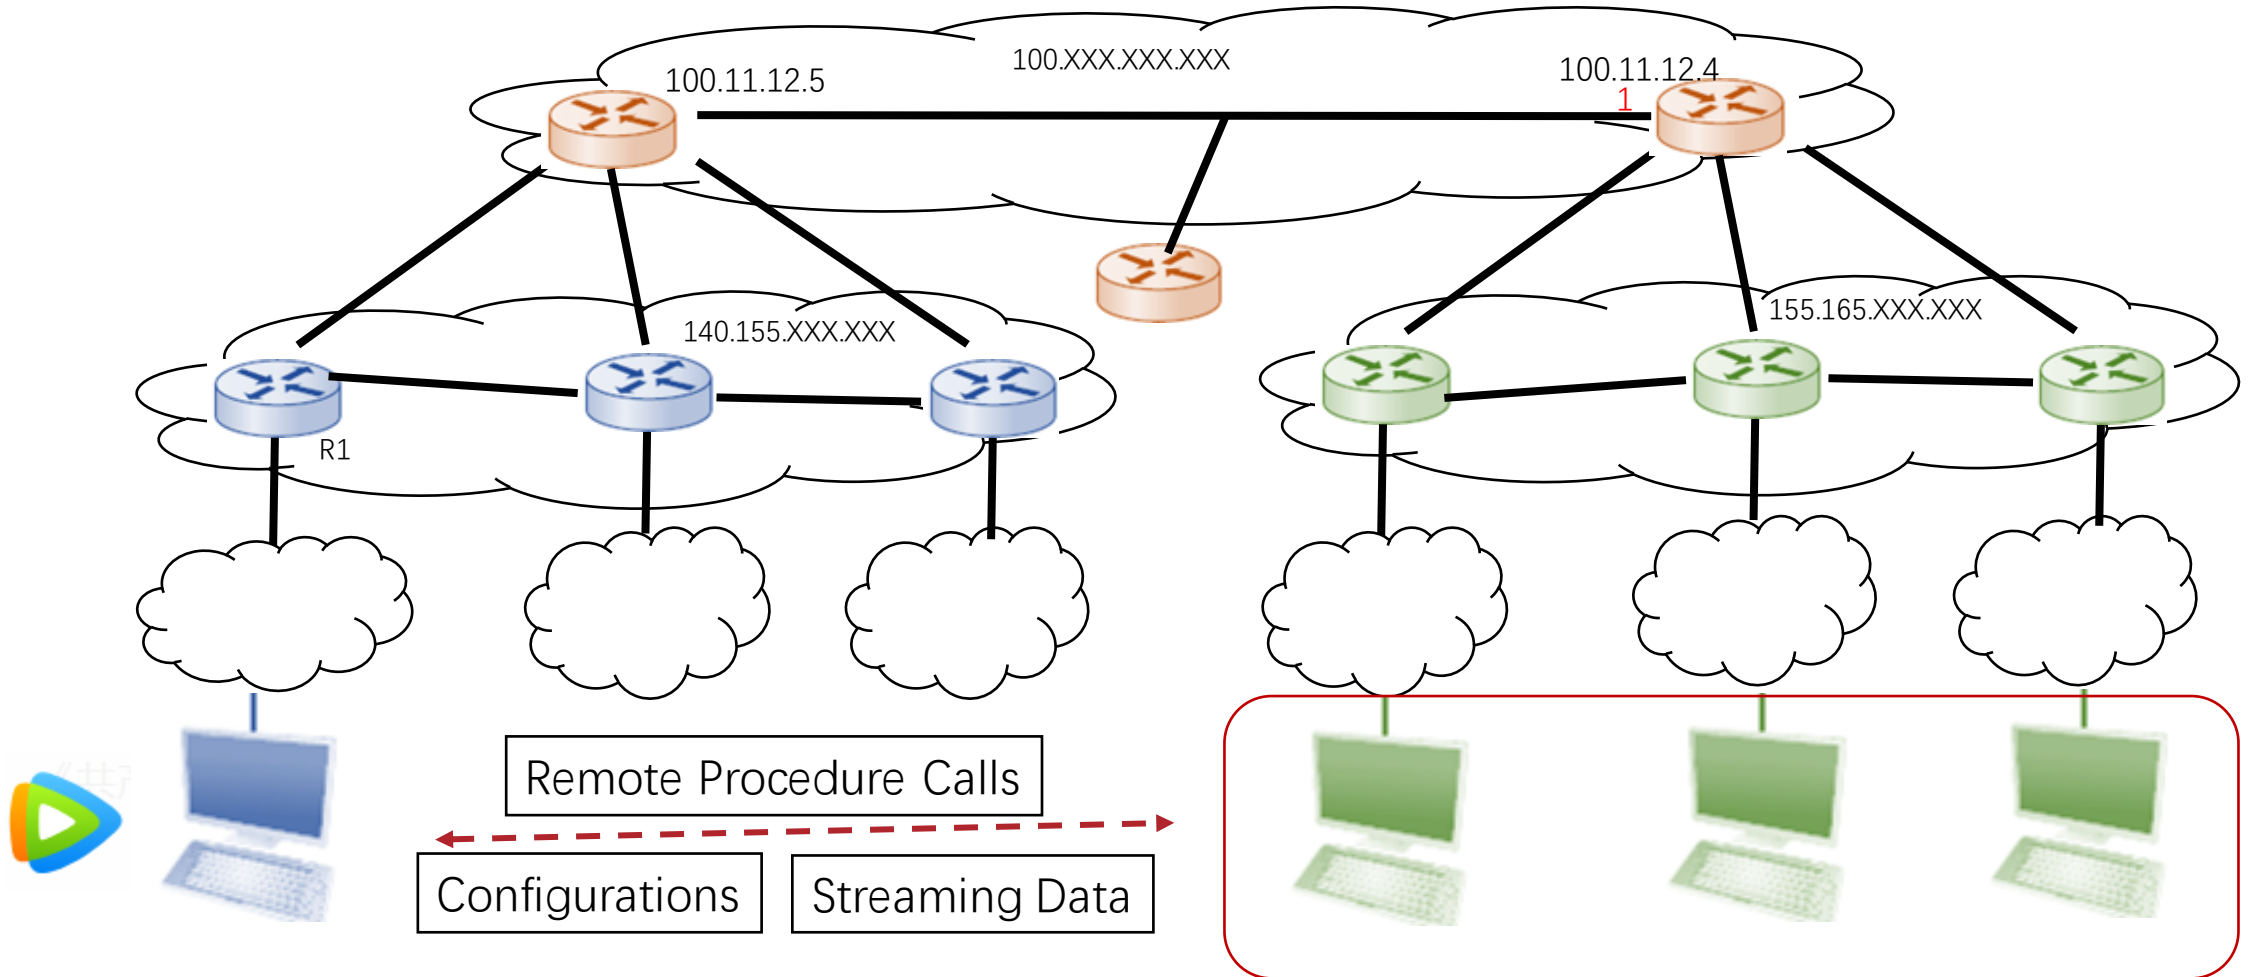 100.XXX.XXX.XXX
100.11.12.5
100.11.12.4
1
140.155.XXX.XXX
155.165.XXX.XXX
R1
Remote Procedure Calls
Configurations
Streaming Data